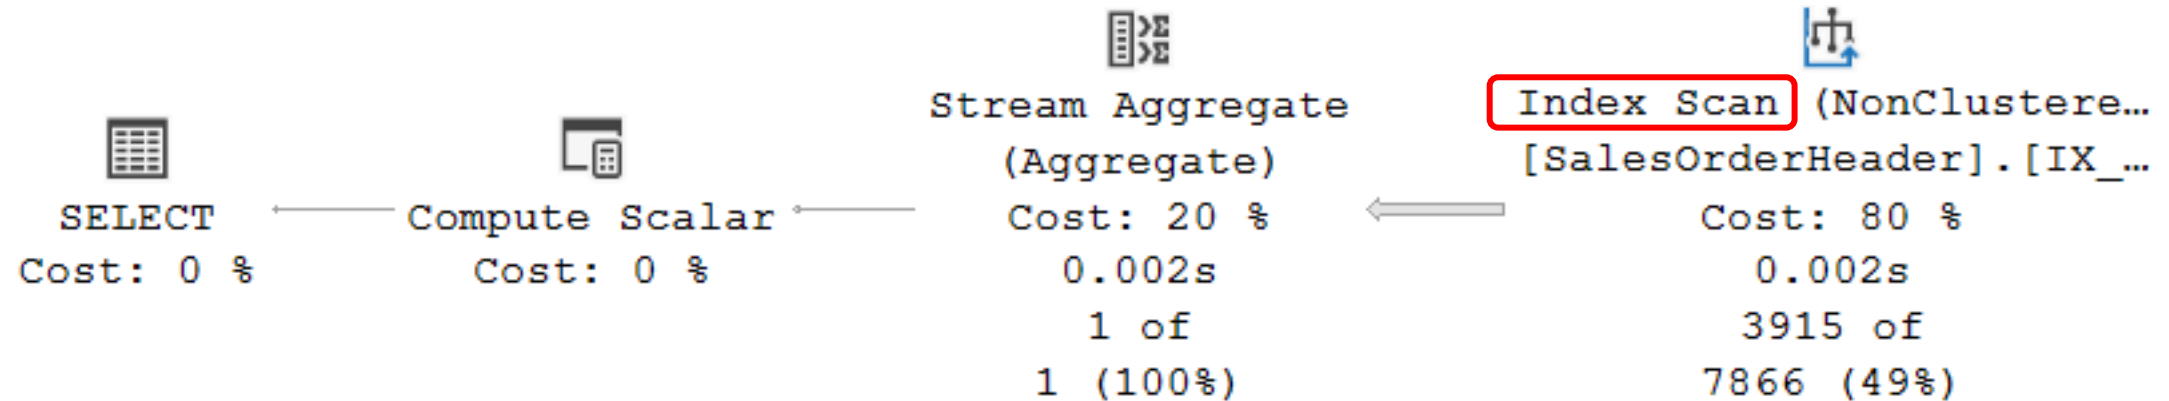 SELECT
Cost: 0 %
Compute Scalar
Cost: 0 %
Stream Aggregate
(Aggregate)
Cost: 20 %
0.002s
1 of
1 (100%)
Index Scan (NonClustere…
[SalesOrderHeader].[IX_…
Cost: 80 %
0.002s
3915 of
7866 (49%)